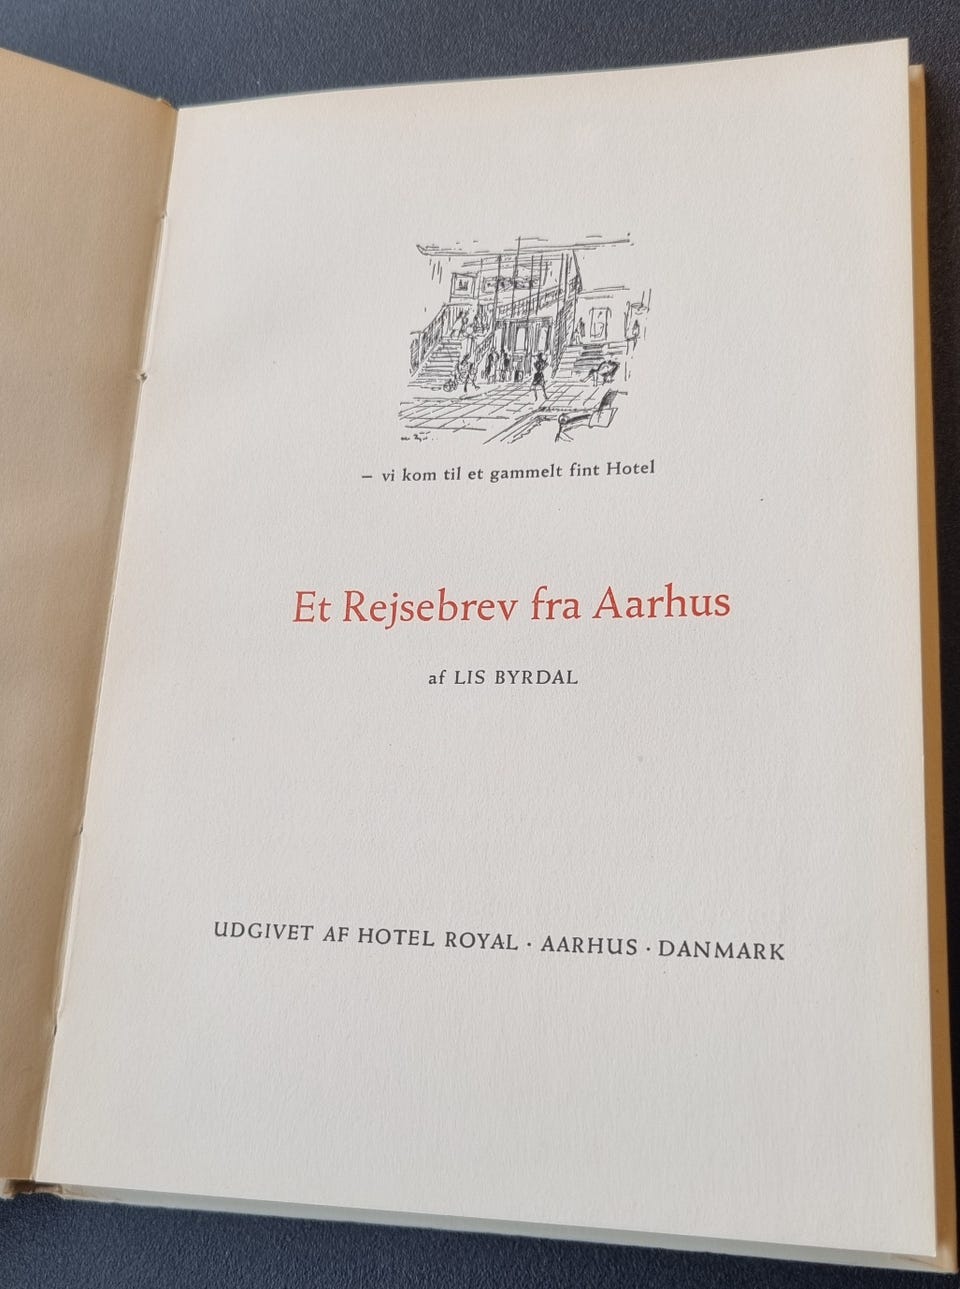 – vi kom til et gammelt fint Hotel
Et Rejsebrev fra Aarhus
af LIS BYRDAL
UDGIVET AF HOTEL ROYAL · AARHUS · DANMARK